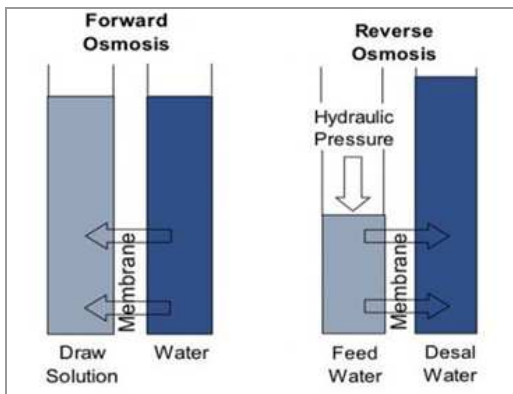 Forward
Osmosis
Membrane
Draw
Solution
Water
Reverse
Osmosis
Hydraulic
Pressure
Membrane
Feed
Water
Desal
Water